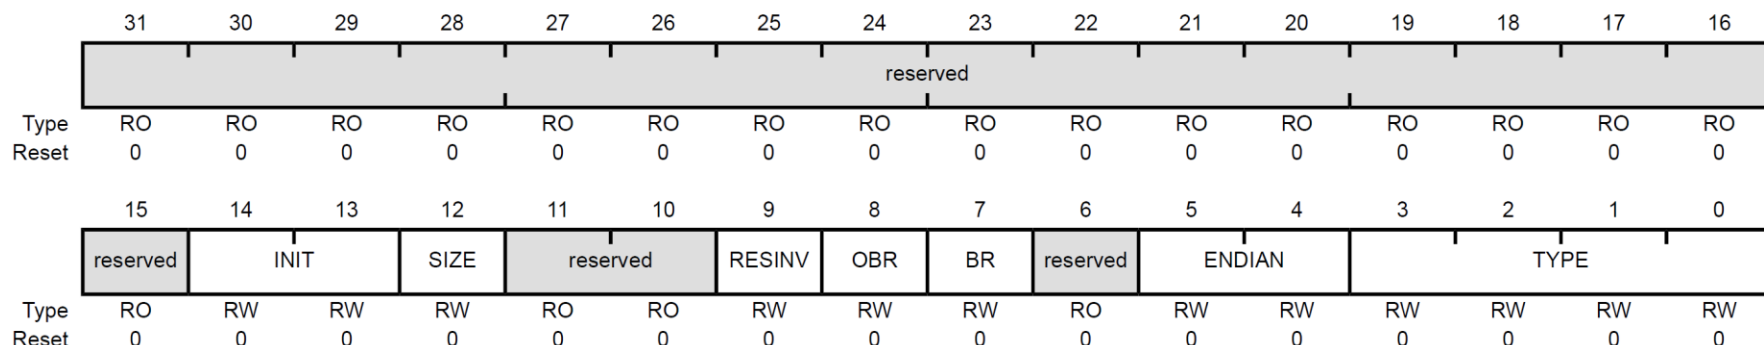 31 30 29 28 27 26 25 24 23 22 21 20 19 18 17 16
reserved
Type RO RO RO RO RO RO RO RO RO RO RO RO RO RO RO RO
Reset 0 0 0 0 0 0 0 0 0 0 0 0 0 0 0 0
15 14 13 12 11 10 9 8 7 6 5 4 3 2 1 0
reserved INIT SIZE reserved RESINV OBR BR reserved ENDIAN TYPE
Type RO RW RW RW RO RO RW RW RW RO RW RW RW RW RW RW
Reset 0 0 0 0 0 0 0 0 0 0 0 0 0 0 0 0